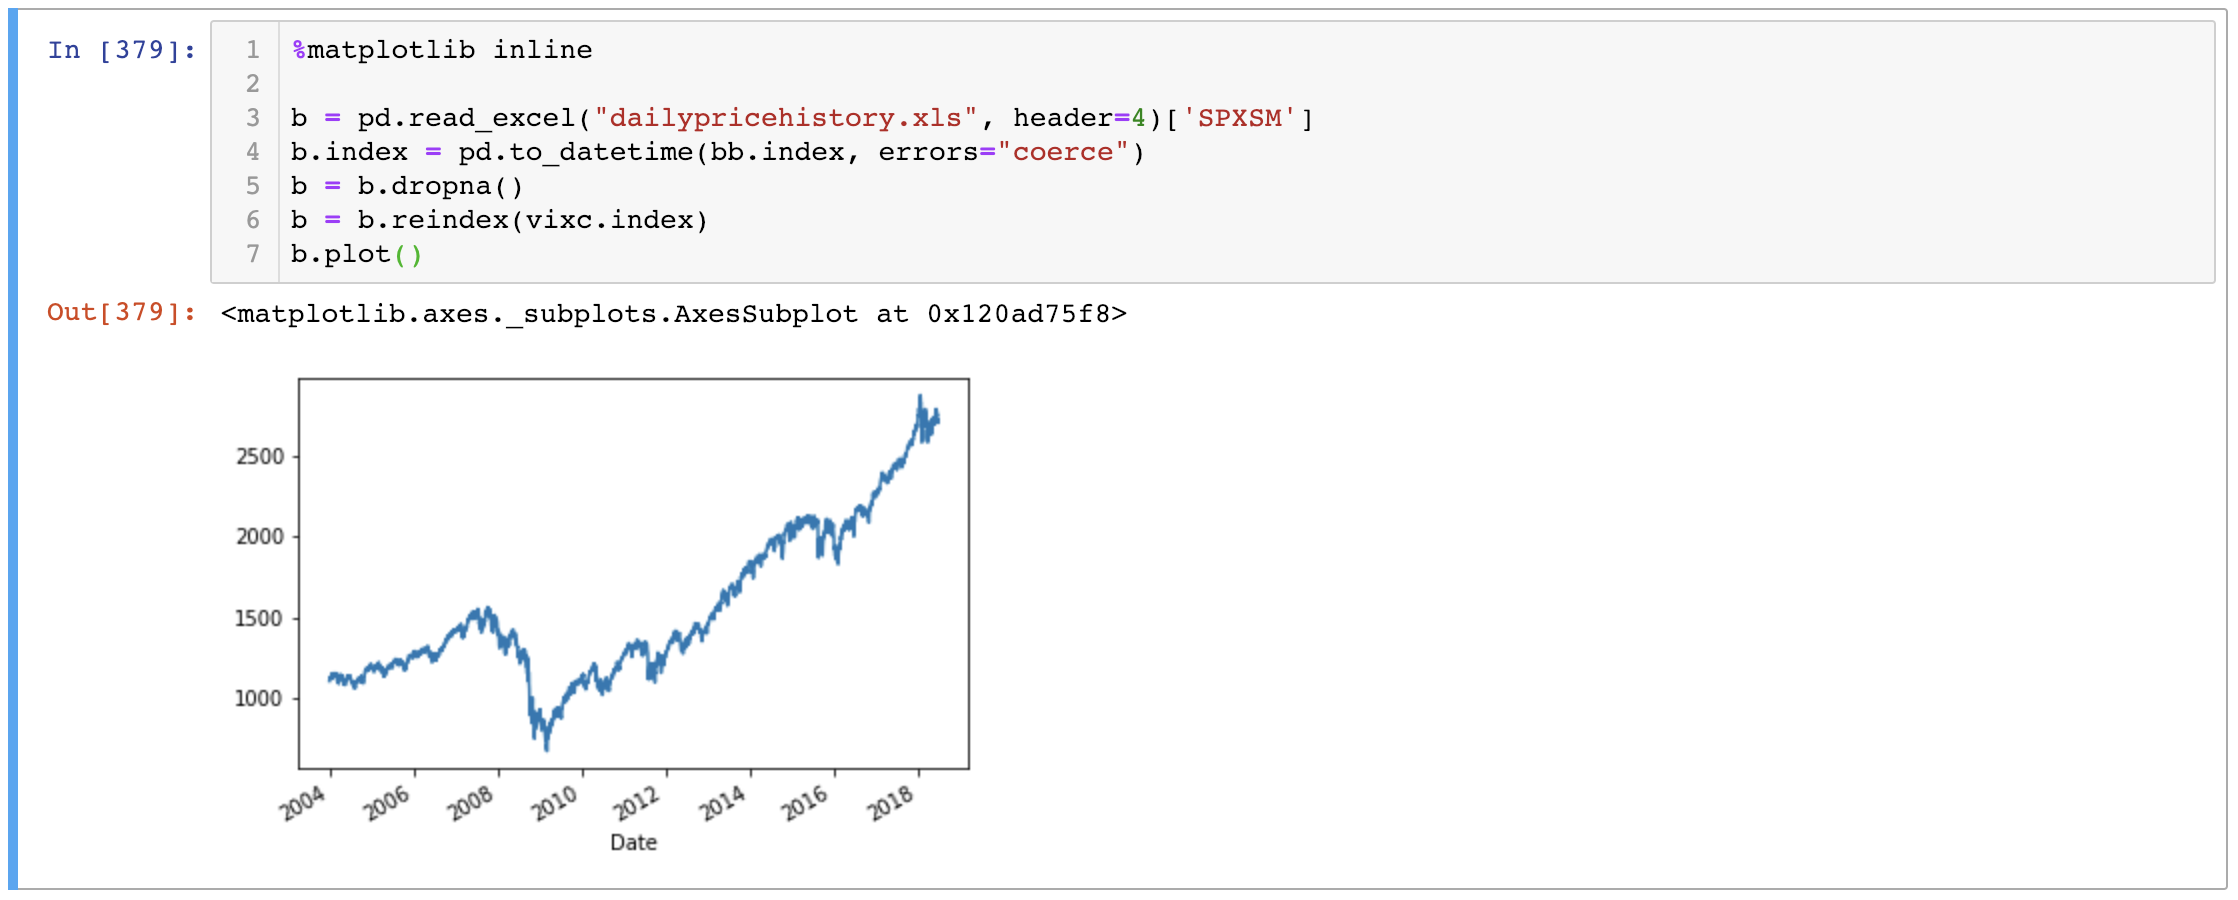 In [379]:
1 %matplotlib inline
2
3 b = pd.read_excel("dailypricehistory.xls", header=4)['SPXSM']
4 b.index = pd.to_datetime(bb.index, errors="coerce")
5 b = b.dropna()
6 b = b.reindex(vixc.index)
7 b.plot()
Out[379]: <matplotlib.axes._subplots.AxesSubplot at 0x120ad75f8>
2500
2000
1500
1000
2004 2006 2008 2010 2012 2014 2016 2018
Date